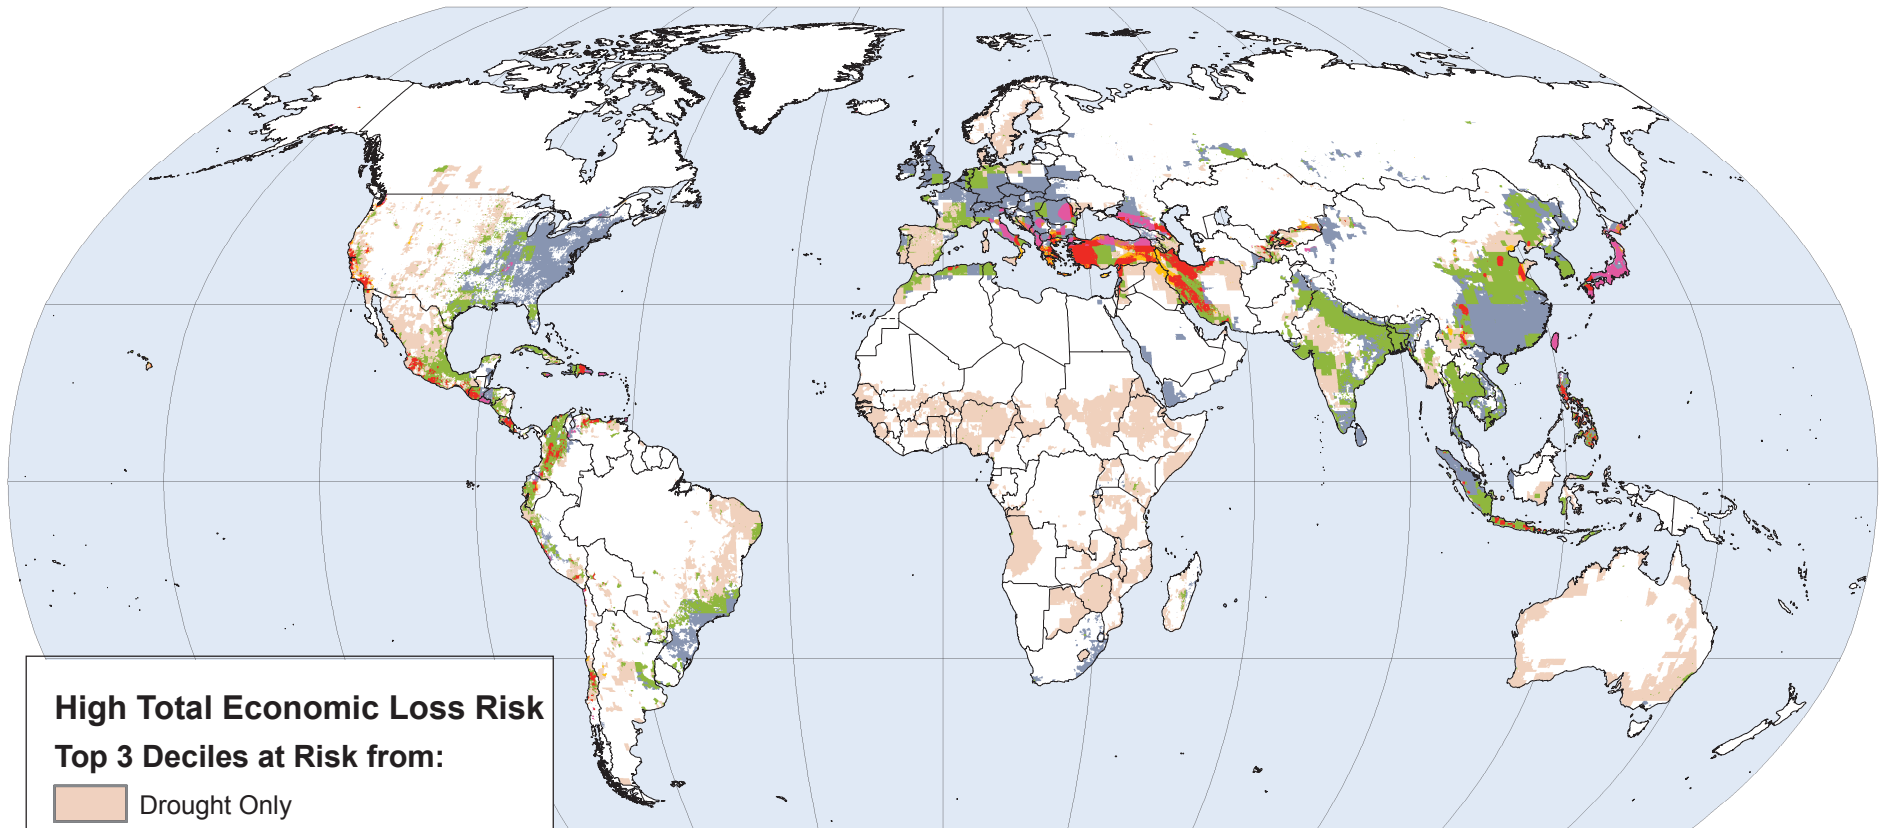 High Total Economic Loss Risk
Top 3 Deciles at Risk from:
Drought Only